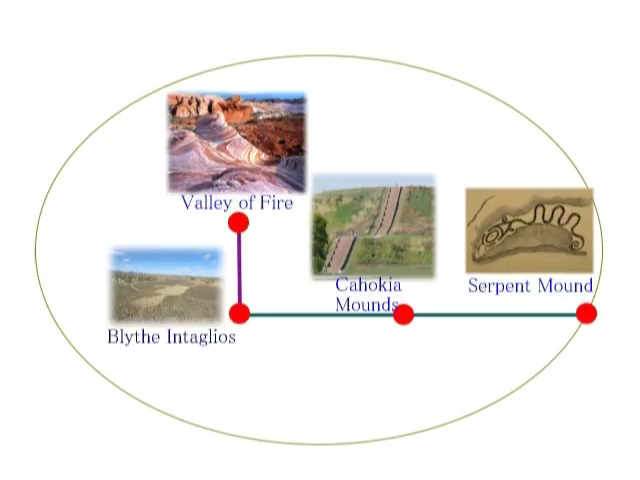 Valley of Fire
Cahokia
Mounds
Serpent Mound
Blythe Intaglios